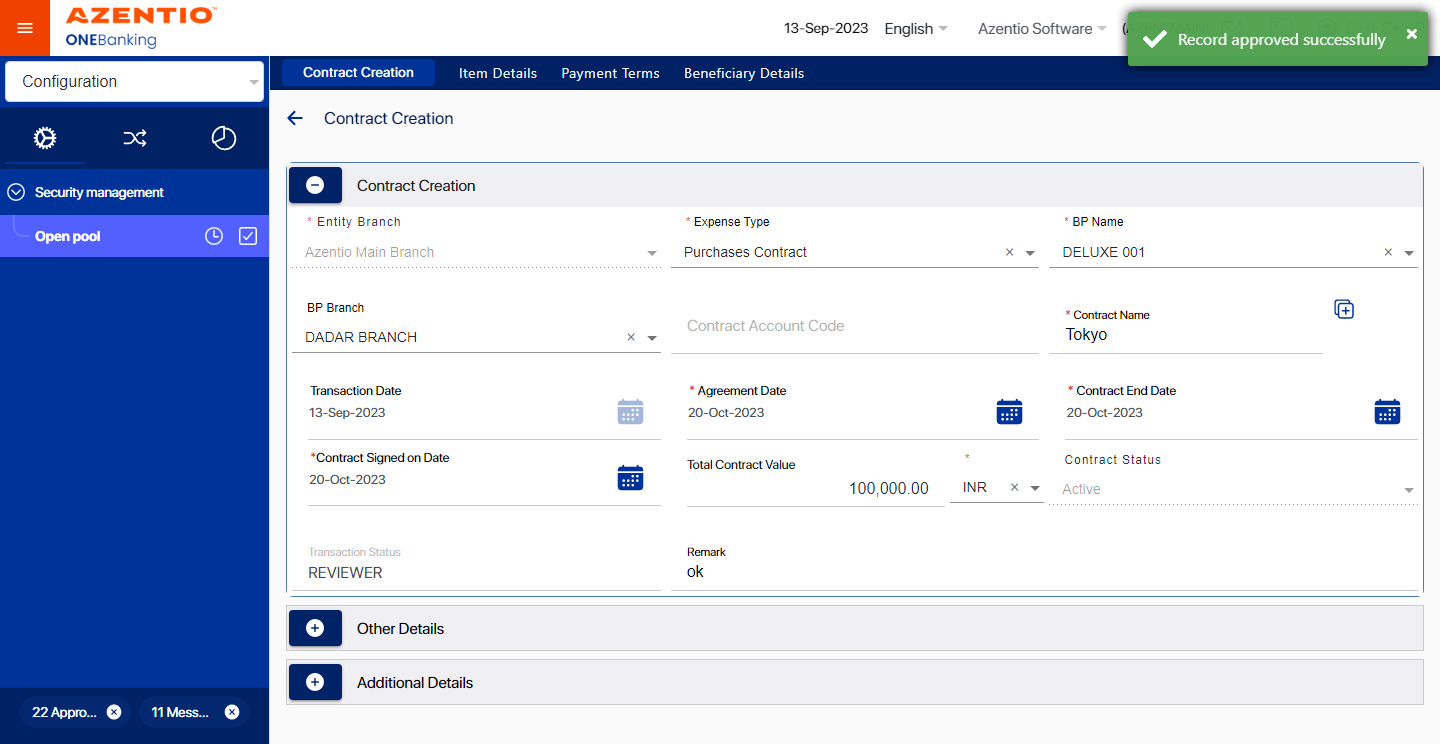 AZENTIO™
ONEBanking
13-Sep-2023 English Azentio Software
Record approved successfully ×
Configuration
Contract Creation Item Details Payment Terms Beneficiary Details
Contract Creation
Security management
Open pool
Contract Creation
* Entity Branch * Expense Type * BP Name
Azentio Main Branch Purchases Contract × DELUXE 001 ×
BP Branch
DADAR BRANCH × Contract Account Code
* Contract Name
Tokyo
Transaction Date * Agreement Date * Contract End Date
13-Sep-2023 20-Oct-2023 20-Oct-2023
*Contract Signed on Date Total Contract Value * Contract Status
20-Oct-2023 100,000.00 INR × Active
Transaction Status Remark
REVIEWER ok
Other Details
Additional Details
22 Appro... 11 Mess...